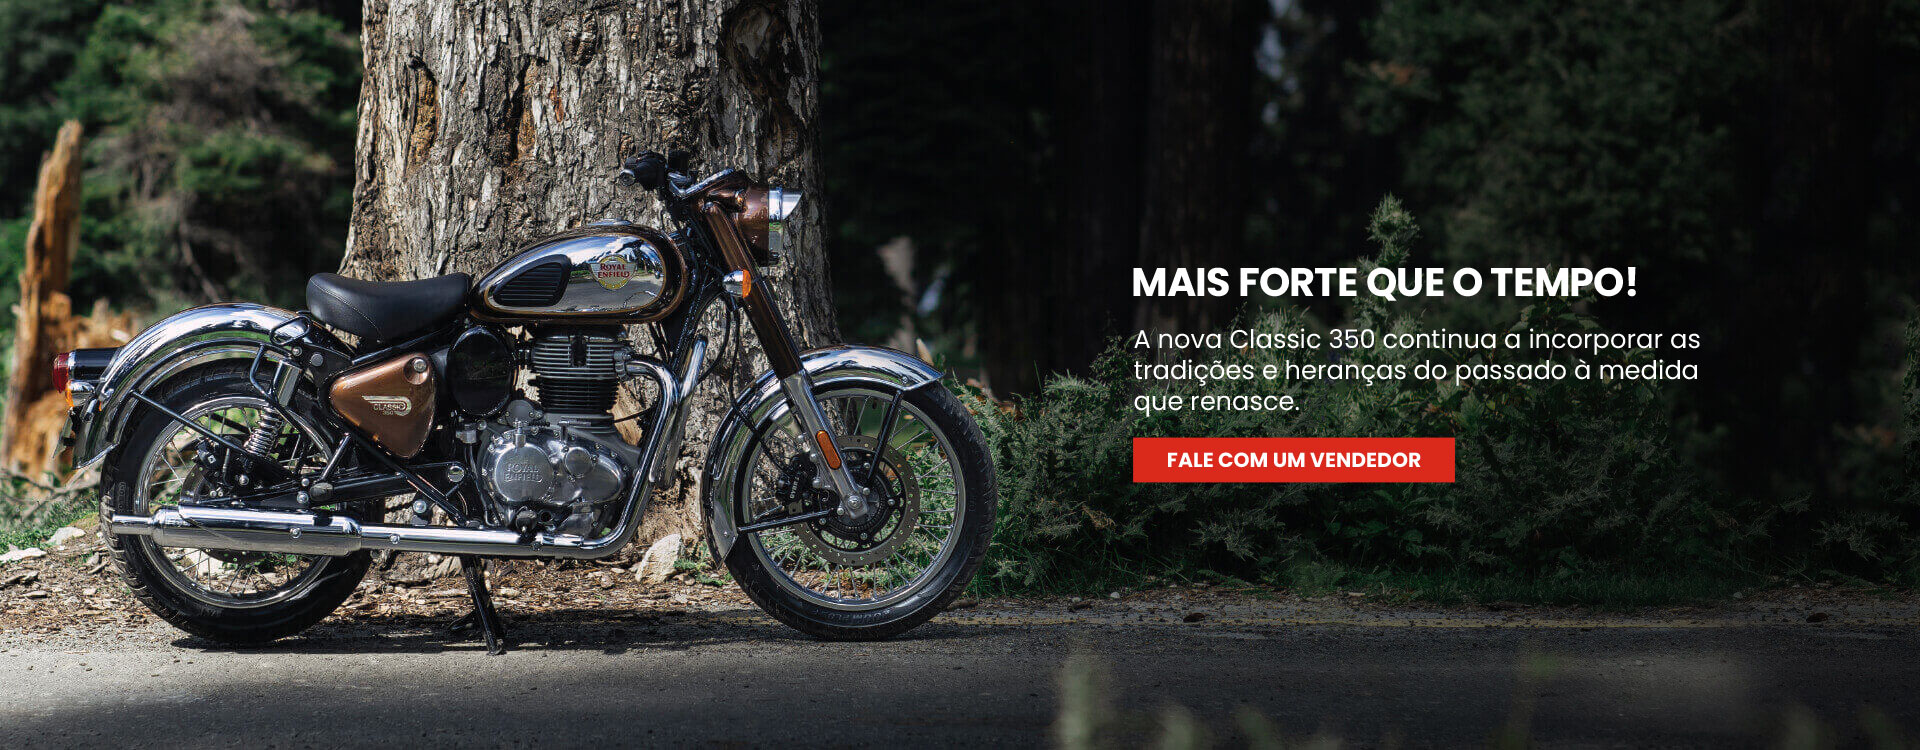 ROYAL
ENFIELD
CLASSIC
350
ROYAL
ENFIELD
MAIS FORTE QUE O TEMPO!
A nova Classic 350 continua a incorporar as
tradições e heranças do passado à medida
que renasce.
FALE COM UM VENDEDOR